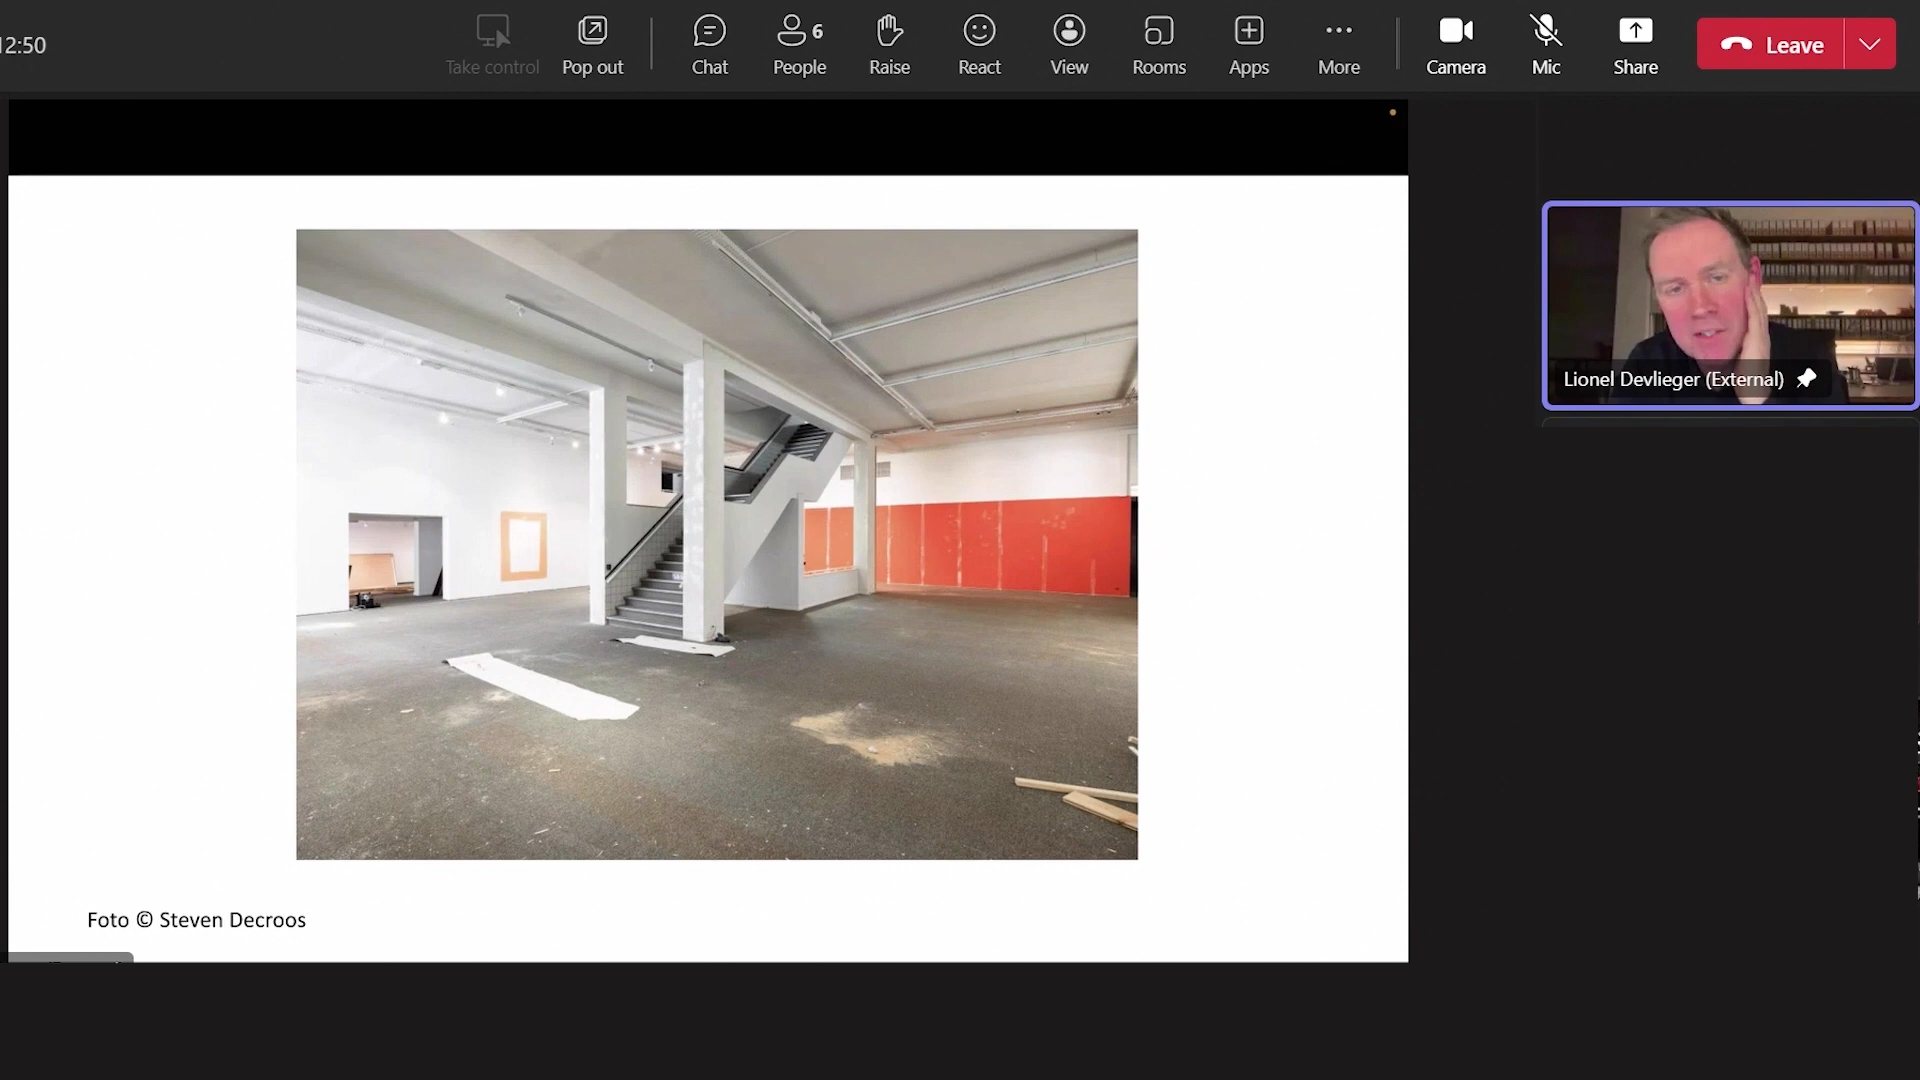 2:50
Take control
Pop out
Chat
People
6
Raise
React
View
Rooms
Apps
More
Camera
Mic
Share
Leave
Lionel Devlieger (External)
Foto © Steven Decroos